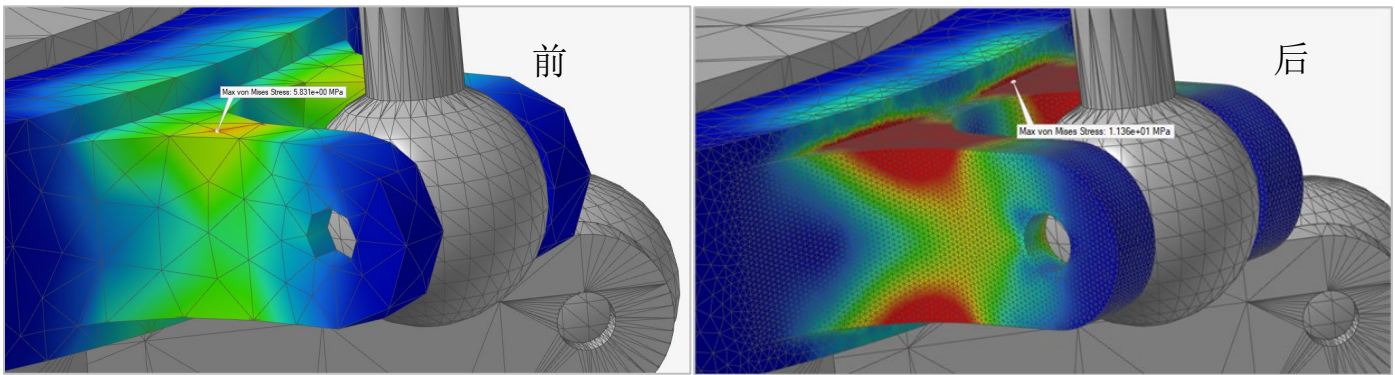 前
Max von Mises Stress: 5.831e+00 MPa
后
Max von Mises Stress: 1.136e+01 MPa